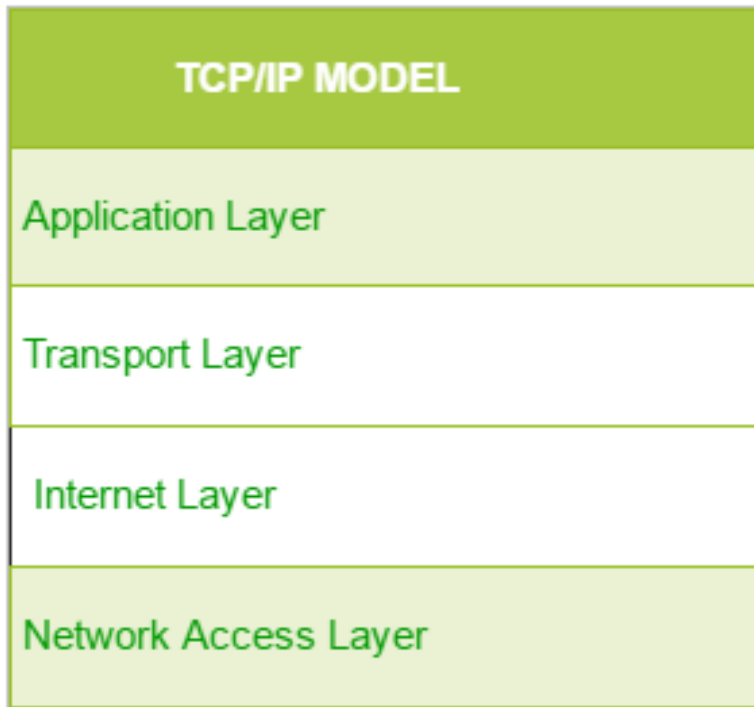 TCP/IP MODEL
Application Layer
Transport Layer
Internet Layer
Network Access Layer